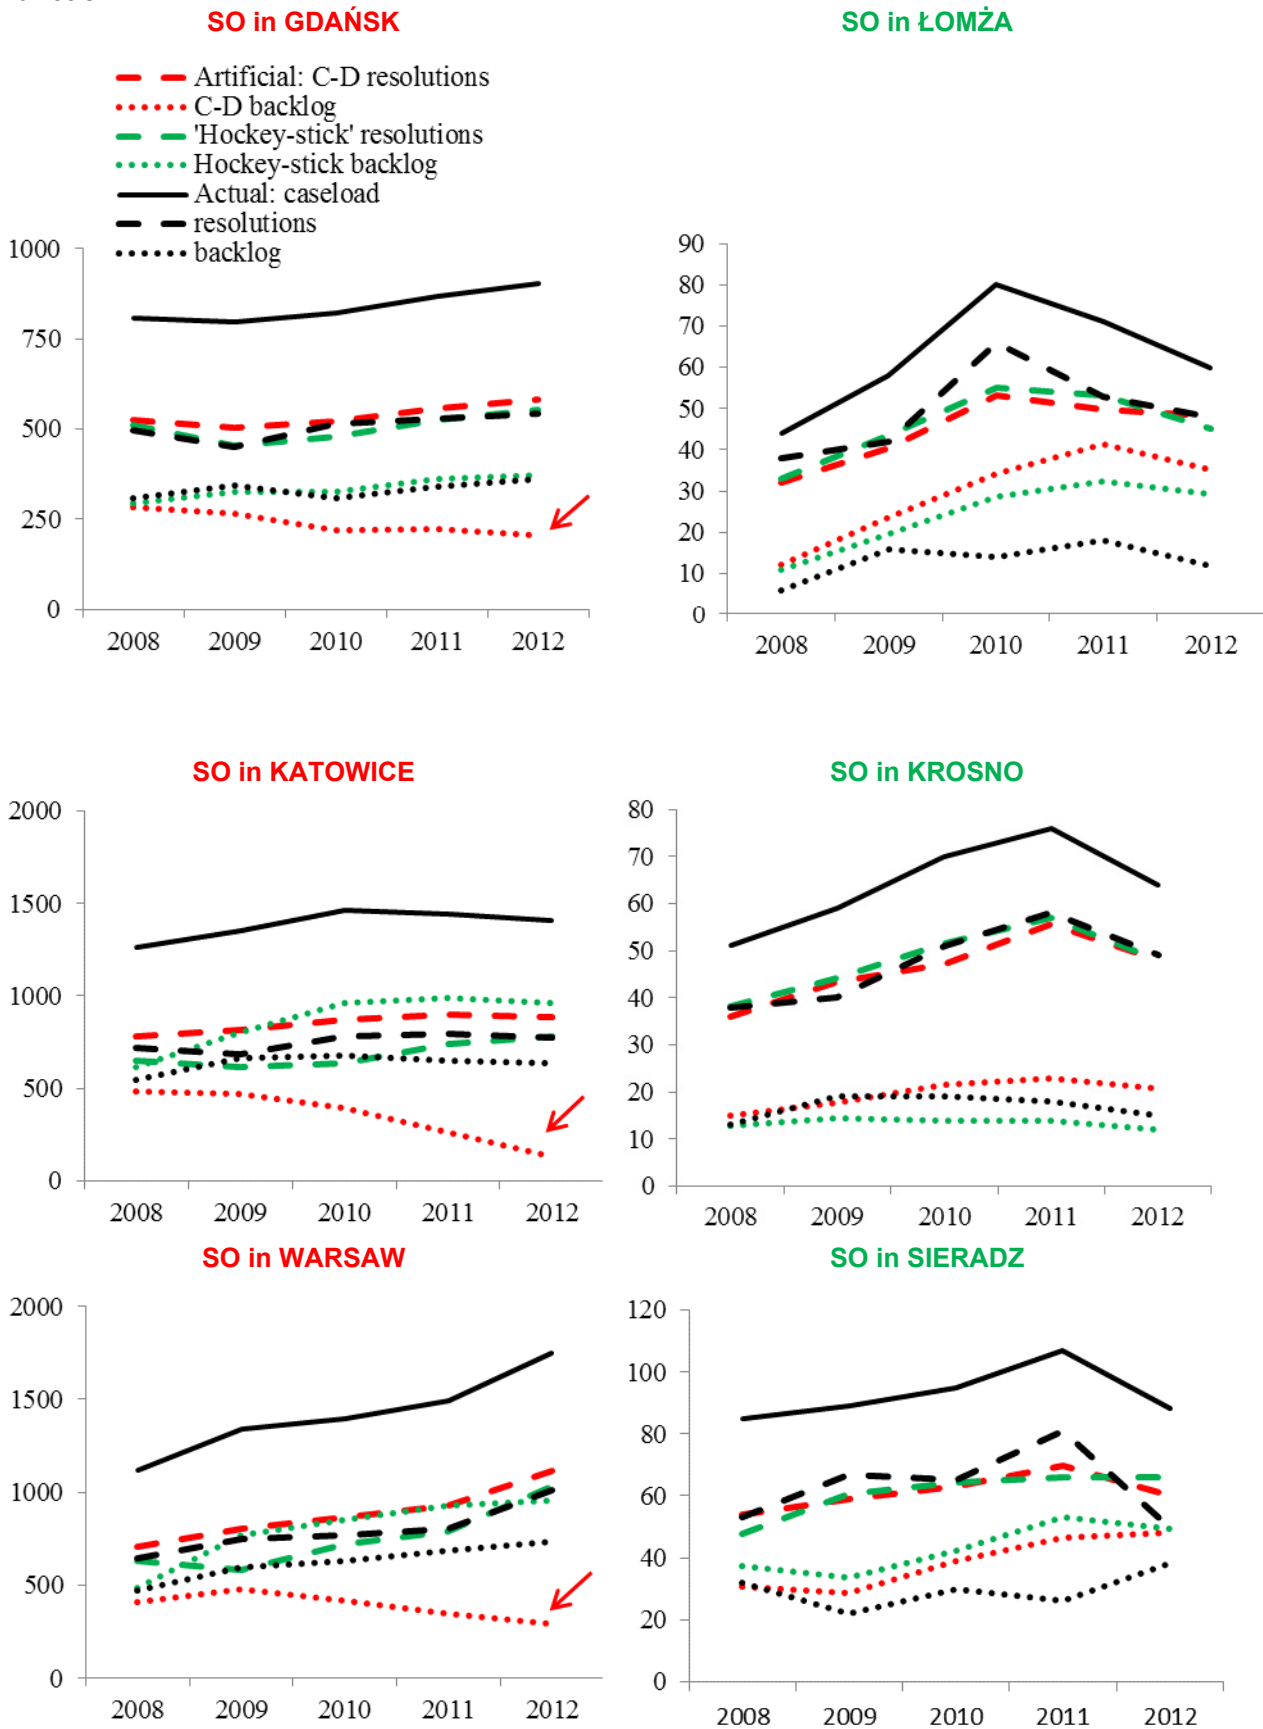 SO in GDAŃSK
Artificial: C-D resolutions
C-D backlog
'Hockey-stick' resolutions
Hockey-stick backlog
Actual: caseload
resolutions
backlog
1000
750
500
250
0
2008 2009 2010 2011 2012
SO in ŁOMŻA
90
80
70
60
50
40
30
20
10
0
2008 2009 2010 2011 2012
SO in KATOWICE
2000
1500
1000
500
0
2008 2009 2010 2011 2012
SO in KROSNO
80
70
60
50
40
30
20
10
0
2008 2009 2010 2011 2012
SO in WARSAW
2000
1500
1000
500
0
2008 2009 2010 2011 2012
SO in SIERADZ
120
100
80
60
40
20
0
2008 2009 2010 2011 2012